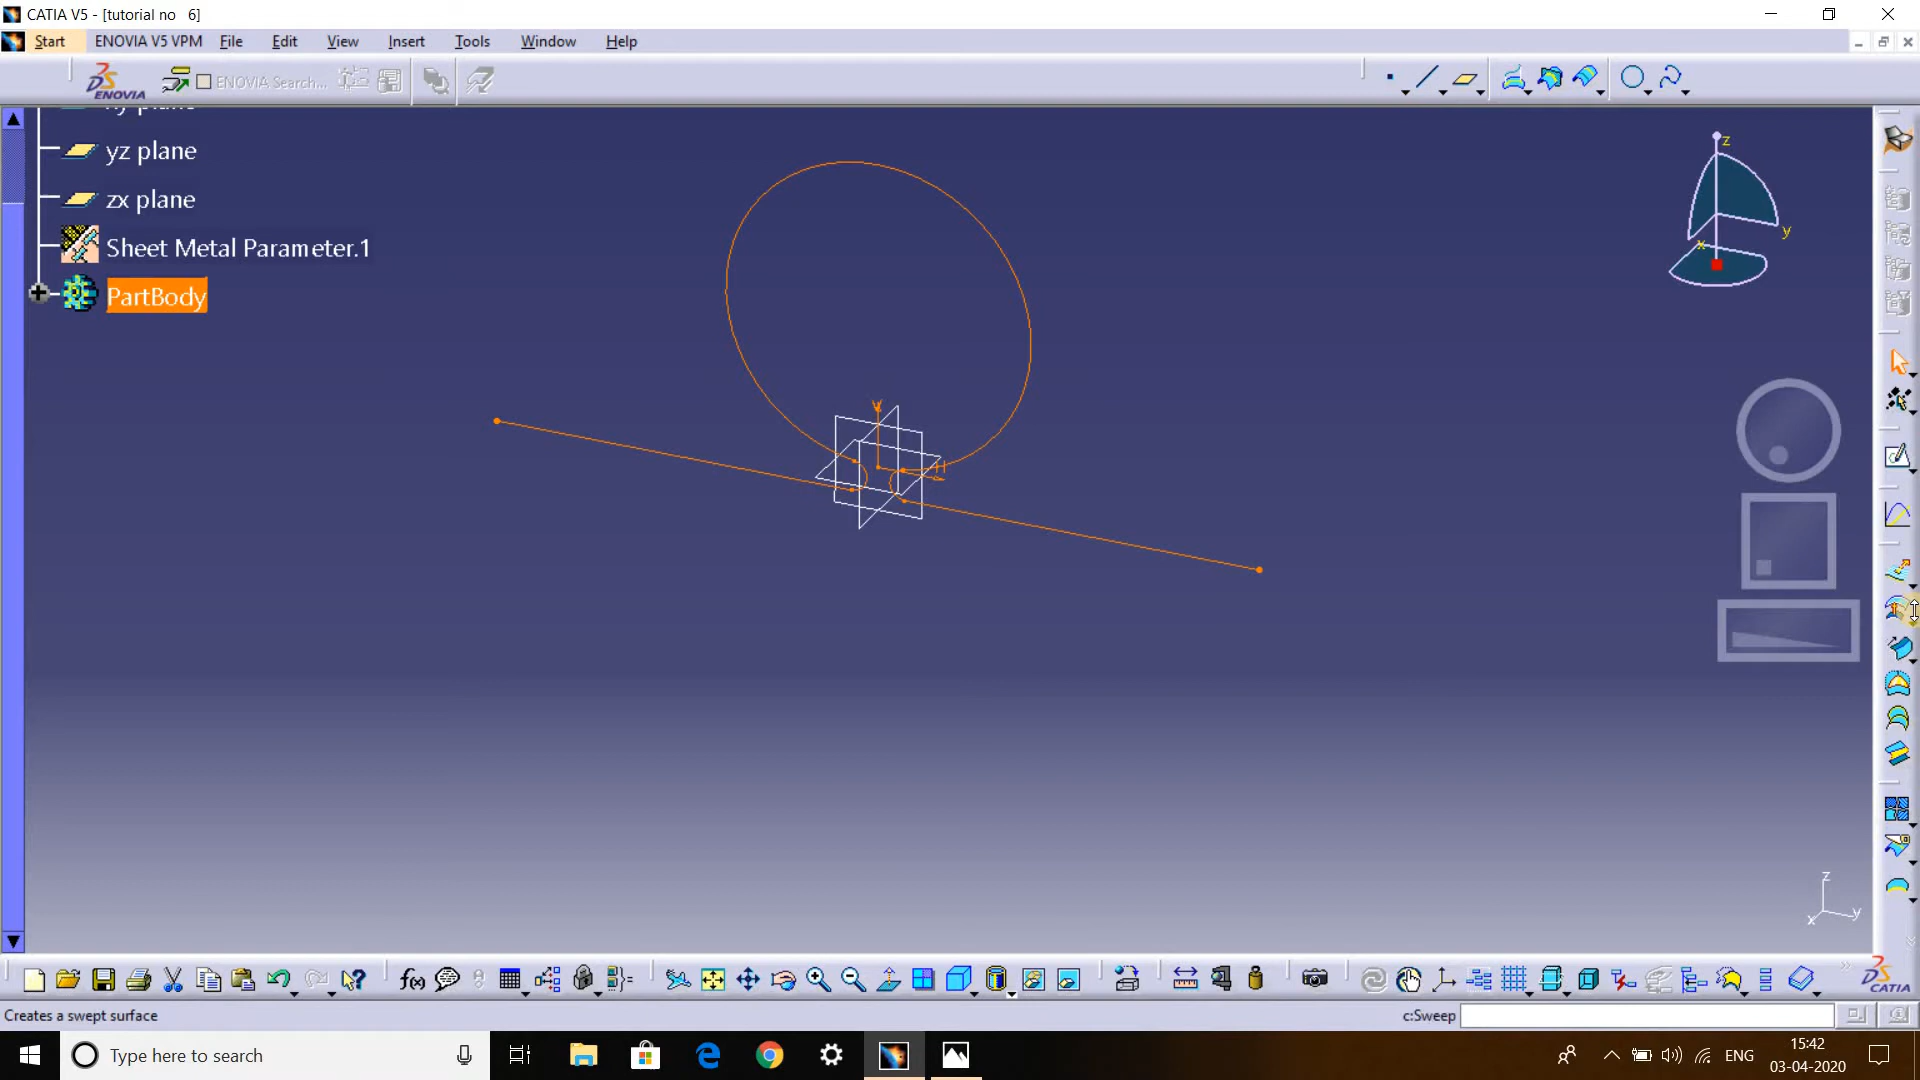 CATIA V5 - [tutorial no   6]
Start ENOVIA V5 VPM File Edit View Insert Tools Window Help
ENOVIA ENOVIA Search...
xy plane
yz plane
zx plane
Sheet Metal Parameter.1
PartBody
z
y
x
V
H
z
x y
CATIA
Creates a swept surface c:Sweep
Type here to search
ENG
15:42
03-04-2020